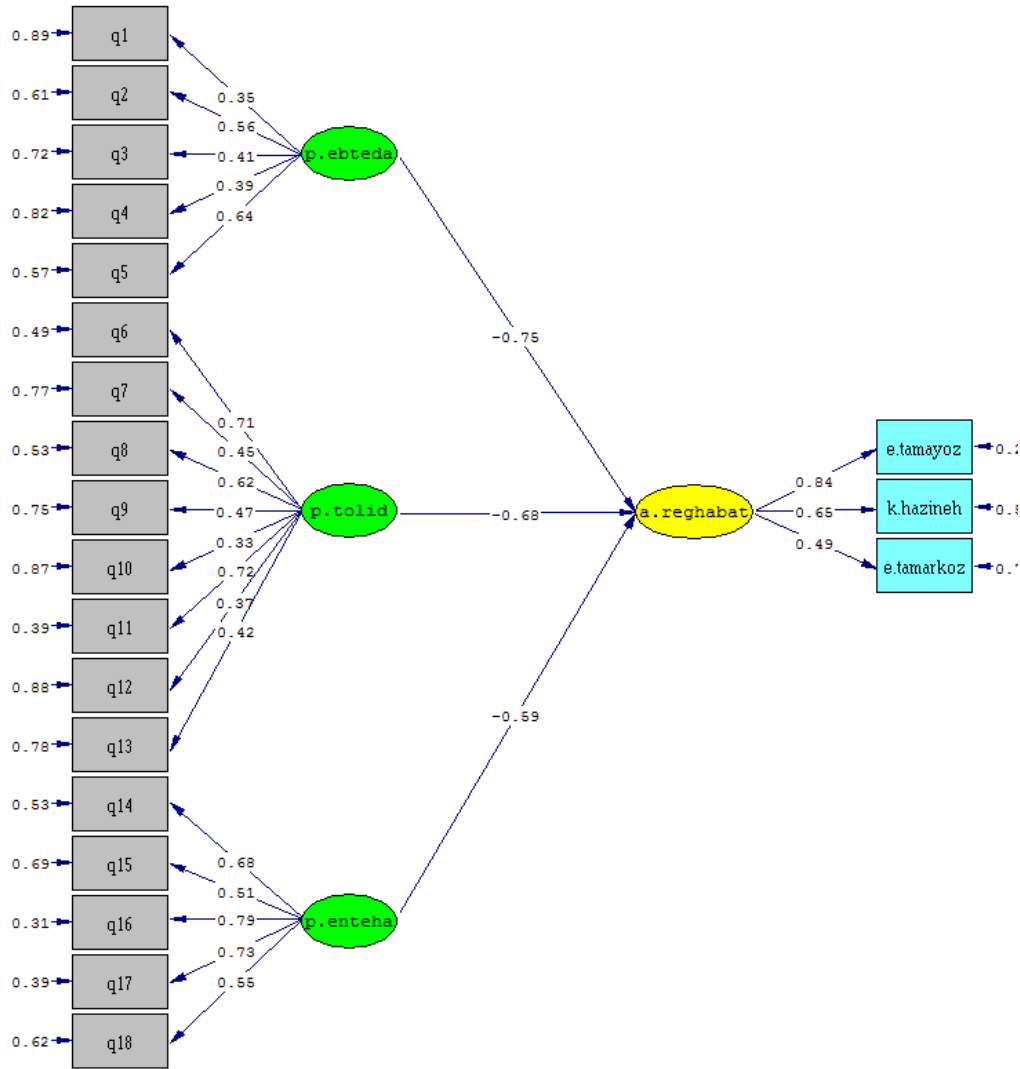 0.89 q1
0.35
0.61 q2
0.56
0.72 q3
0.41
p.ebteda
0.39
0.82 q4
0.64
0.57 q5
0.49 q6
-0.75
0.77 q7
0.71
0.53 q8
0.45
e.tamayoz
0.62
0.84
0.75 q9
0.47
p.tolid
-0.68
a.reghabat
0.65
k.hazineh
0.33
0.49
0.87 q10
0.72
e.tamarkoz
0.37
0.39 q11
0.42
0.88 q12
-0.59
0.78 q13
0.53 q14
0.68
0.69 q15
0.51
0.31 q16
0.79
p.enteha
0.73
0.39 q17
0.55
0.62 q18